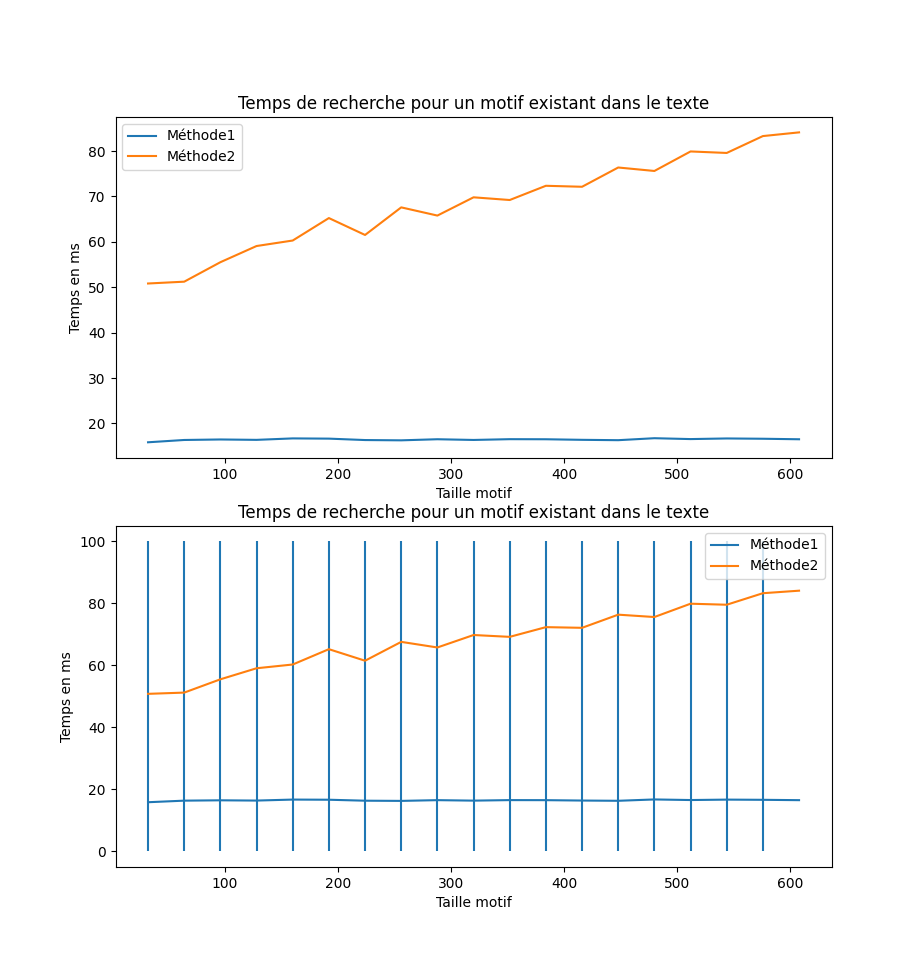 Temps de recherche pour un motif existant dans le texte
Méthode1
Méthode2
80
70
60
50
40
30
20
Temps en ms
100 200 300 400 500 600
Taille motif
Temps de recherche pour un motif existant dans le texte
Méthode1
Méthode2
100
80
60
40
20
0
Temps en ms
100 200 300 400 500 600
Taille motif